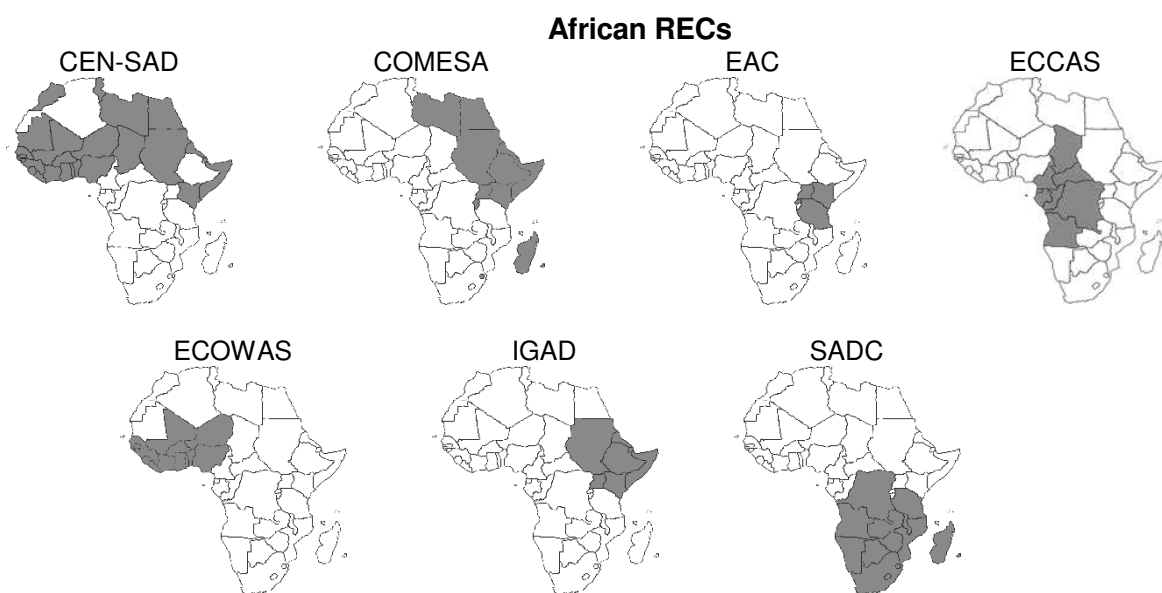 African RECs
CEN-SAD
COMESA
EAC
ECCAS
ECOWAS
IGAD
SADC